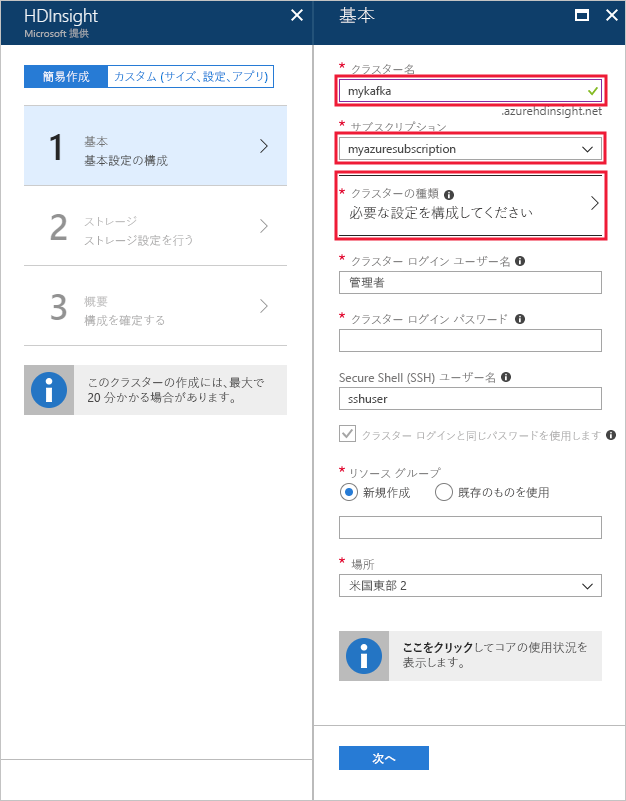 HDInsight
Microsoft 提供
簡易作成
カスタム (サイズ、設定、アプリ)
1
基本
基本設定の構成
2
ストレージ
ストレージ設定を行う
3
概要
構成を確定する
このクラスターの作成には、最大で
20 分かかる場合があります。
基本
* クラスター名
mykafka
.azurehdinsight.net
* サブスクリプション
myazuresubscription
* クラスターの種類
必要な設定を構成してください
* クラスター ログイン ユーザー名
管理者
* クラスター ログイン パスワード
Secure Shell (SSH) ユーザー名
sshuser
クラスター ログインと同じパスワードを使用します
* リソース グループ
新規作成
既存のものを使用
* 場所
米国東部 2
ここをクリックしてコアの使用状況を
表示します。
次へ